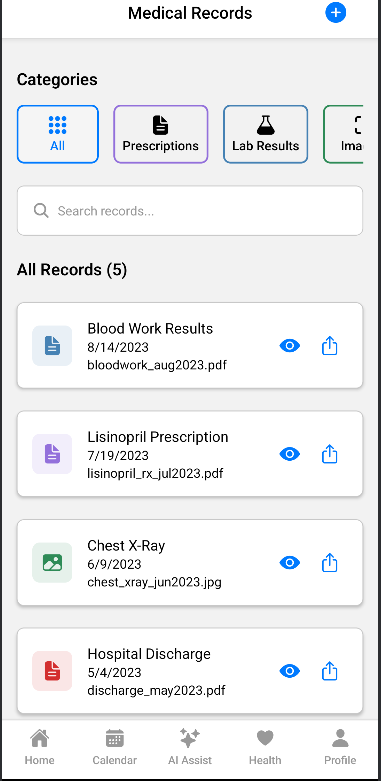 Medical Records
Categories
All
Prescriptions
Lab Results
Ima
Search records...
All Records (5)
Blood Work Results
8/14/2023
bloodwork_aug2023.pdf
Lisinopril Prescription
7/19/2023
lisinopril_rx_jul2023.pdf
Chest X-Ray
6/9/2023
chest_xray_jun2023.jpg
Hospital Discharge
5/4/2023
discharge_may2023.pdf
Home
Calendar
AI Assist
Health
Profile